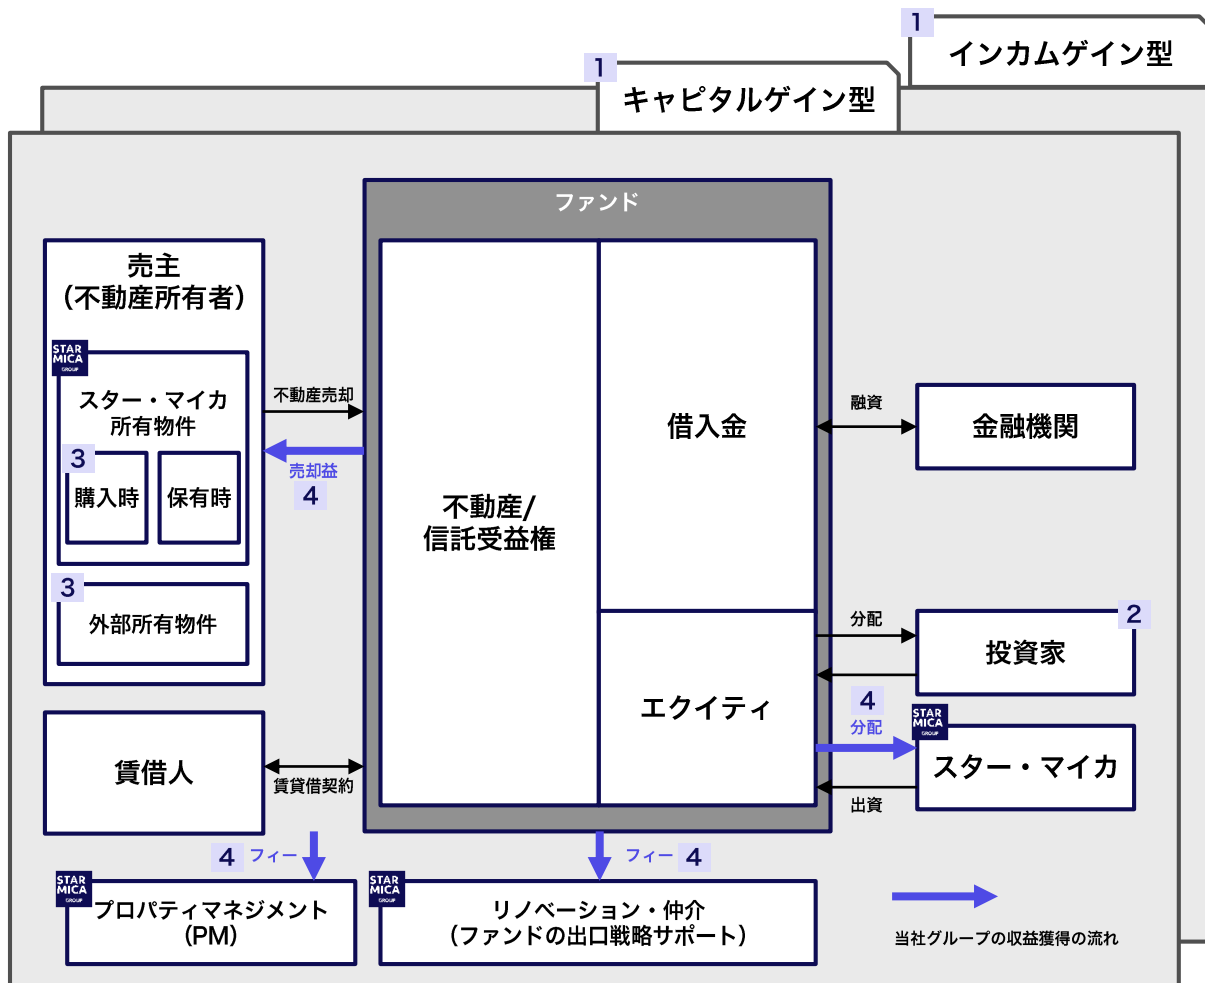 1
インカムゲイン型
1
キャピタルゲイン型
ファンド
売主
（不動産所有者）
STAR
MICA
GROUP
スター・マイカ
所有物件
3
購入時
保有時
3
外部所有物件
不動産売却
売却益
4
不動産/
信託受益権
借入金
エクイティ
融資
金融機関
分配
2
投資家
4
分配
STAR
MICA
GROUP
スター・マイカ
出資
賃借人
賃貸借契約
4 フィー
フィー 4
STAR
MICA
GROUP
プロパティマネジメント
（PM）
STAR
MICA
GROUP
リノベーション・仲介
（ファンドの出口戦略サポート）
当社グループの収益獲得の流れ